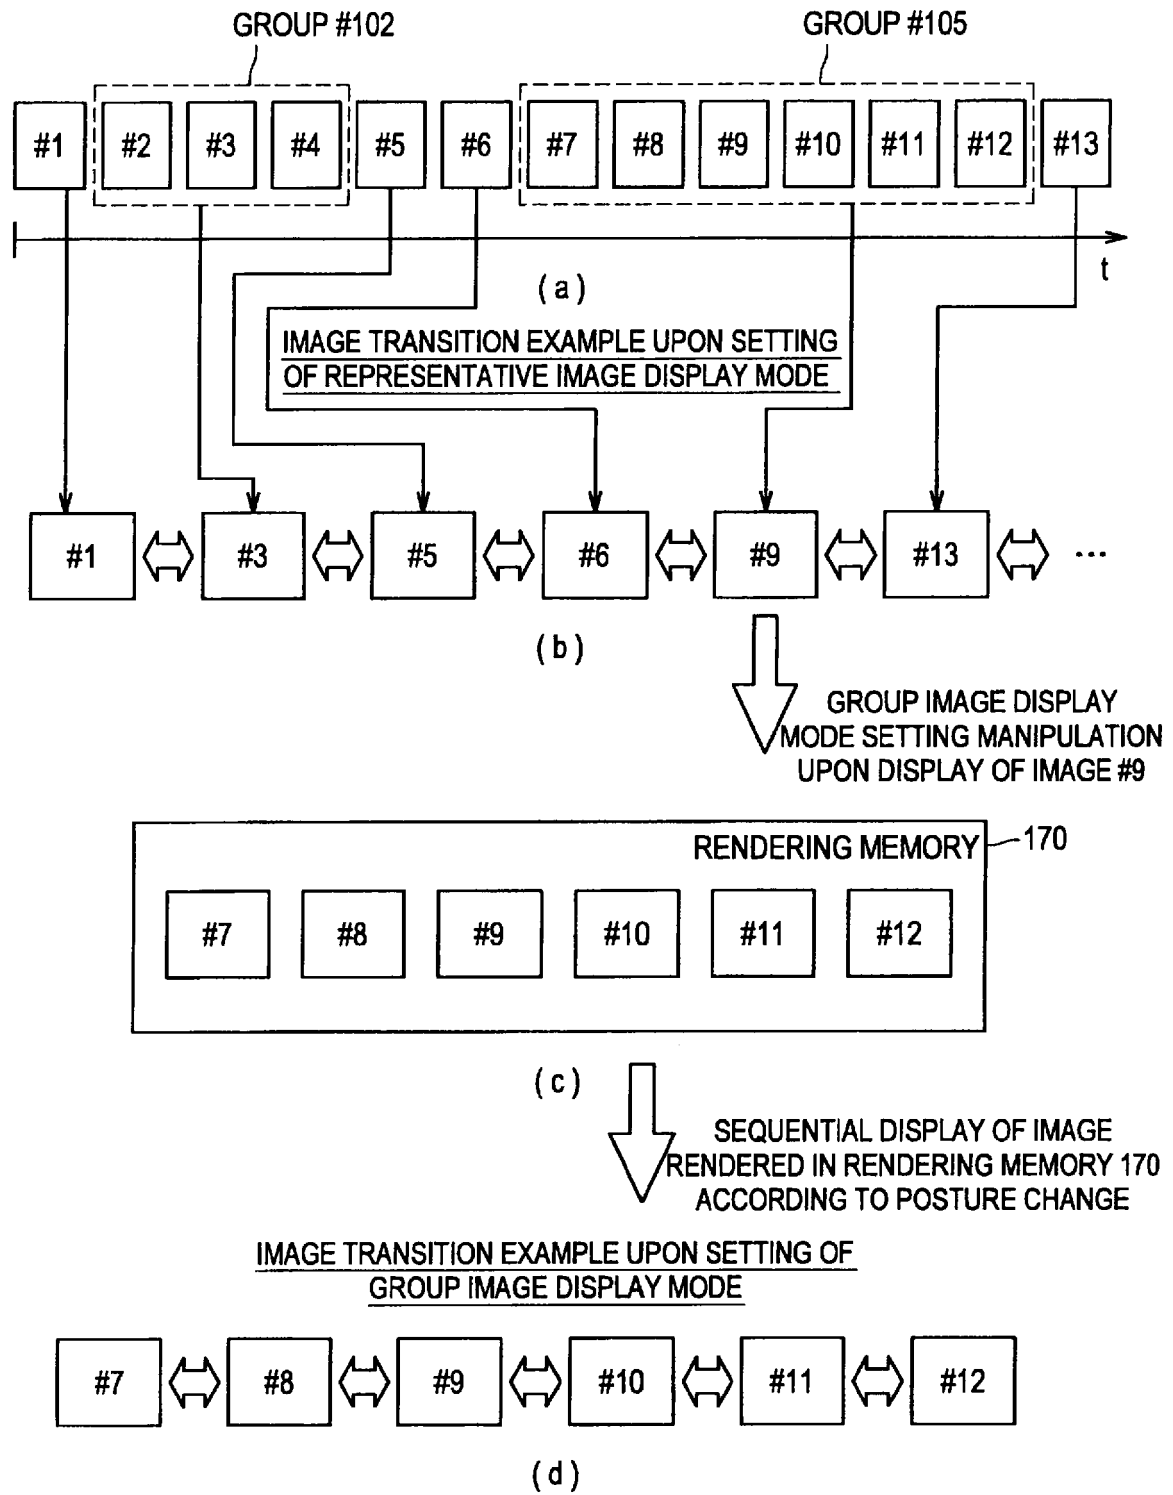 GROUP #102 GROUP #105
#1 #2 #3 #4 #5 #6 #7 #8 #9 #10 #11 #12 #13
t
(a)
IMAGE TRANSITION EXAMPLE UPON SETTING
OF REPRESENTATIVE IMAGE DISPLAY MODE
#1 #3 #5 #6 #9 #13 ...
(b)
GROUP IMAGE DISPLAY
MODE SETTING MANIPULATION
UPON DISPLAY OF IMAGE #9
RENDERING MEMORY 170
#7 #8 #9 #10 #11 #12
(c)
SEQUENTIAL DISPLAY OF IMAGE
RENDERED IN RENDERING MEMORY 170
ACCORDING TO POSTURE CHANGE
IMAGE TRANSITION EXAMPLE UPON SETTING OF
GROUP IMAGE DISPLAY MODE
#7 #8 #9 #10 #11 #12
(d)